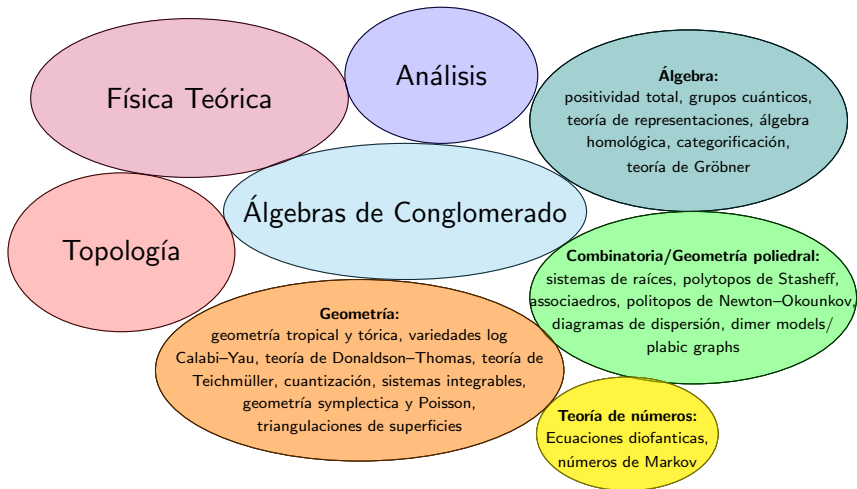 Física Teórica
Análisis
Álgebra:
positividad total, grupos cuánticos,
teoría de representaciones, álgebra
homológica, categorificación,
teoría de Gröbner
Álgebras de Conglomerado
Topología
Combinatoria/Geometría poliedral:
sistemas de raíces, polytopos de Stasheff,
associaedros, politopos de Newton–Okounkov,
diagramas de dispersión, dimer models/
plabic graphs
Geometría:
geometría tropical y tórica, variedades log
Calabi–Yau, teoría de Donaldson–Thomas, teoría de
Teichmüller, cuantización, sistemas integrables,
geometría symplectica y Poisson,
triangulaciones de superficies
Teoría de números:
Ecuaciones diofanticas,
números de Markov